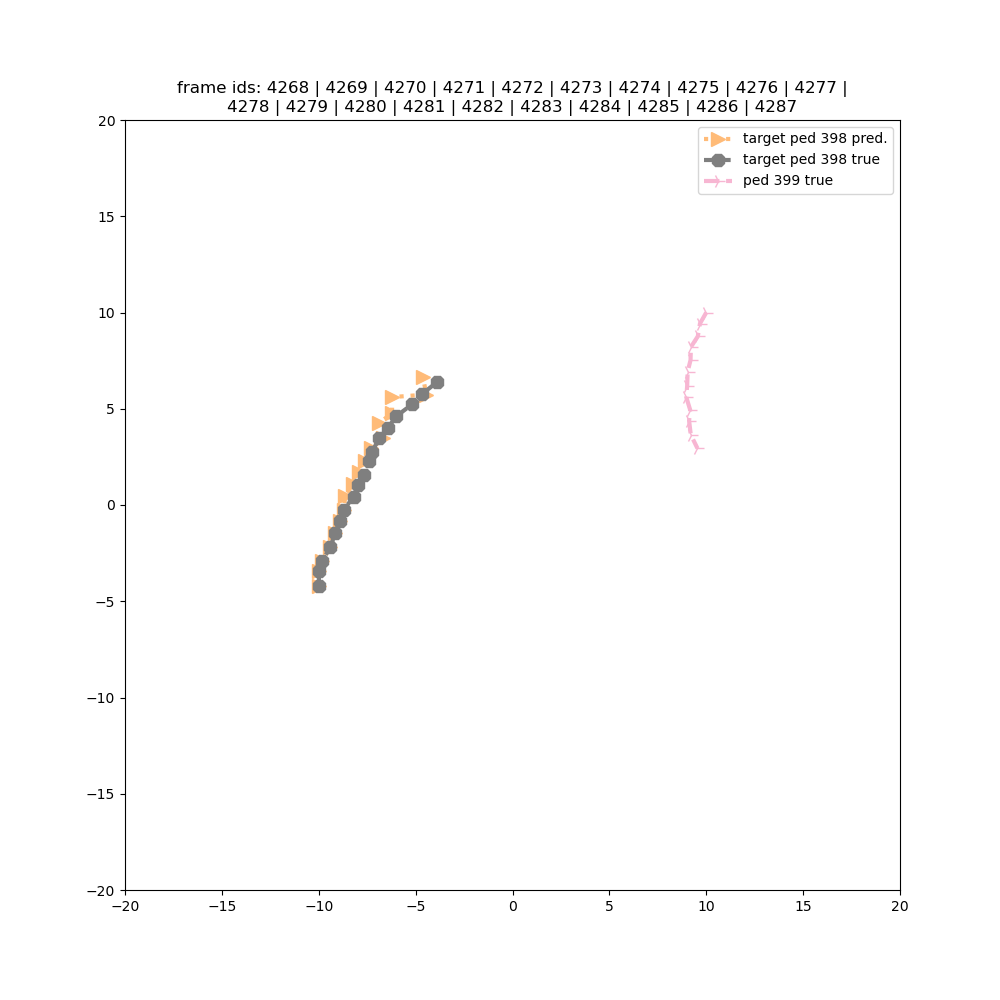 frame ids: 4268 | 4269 | 4270 | 4271 | 4272 | 4273 | 4274 | 4275 | 4276 | 4277 |
4278 | 4279 | 4280 | 4281 | 4282 | 4283 | 4284 | 4285 | 4286 | 4287
target ped 398 pred.
target ped 398 true
ped 399 true
20
15
10
5
0
−5
−10
−15
−20
−20 −15 −10 −5 0 5 10 15 20